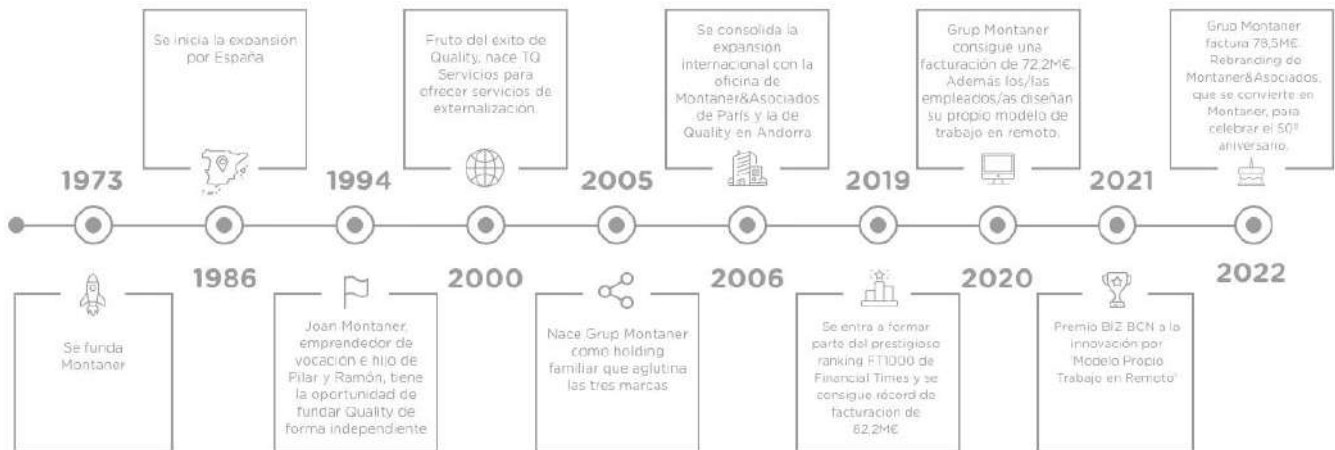 1973
Se funda
Montaner
Se inicia la expansión
por España
1986
1994
Joan Montaner,
emprendedor de
vocación e hijo de
Pilar y Ramón, tiene
la oportunidad de
fundar Quality de
forma independiente
Fruto del éxito de
Quality, nace TQ
Servicios para
ofrecer servicios de
externalización.
2000
2005
Nace Grup Montaner
como holding
familiar que aglutina
las tres marcas
Se consolida la
expansión
internacional con la
oficina de
Montaner&Asociados
de París y la de
Quality en Andorra
2006
2019
Se entra a formar
parte del prestigioso
ranking FT1000 de
Financial Times y se
consigue récord de
facturación de
Grup Montaner
consigue una
facturación de 72,2M€.
Además los/las
empleados/as diseñan
su propio modelo de
trabajo en remoto.
2020
2021
Premio BIZ BCN a la
innovación por
"Modelo Propio
Trabajo en Remoto"
Grup Montaner
factura 78,5M€.
Rebranding de
Montaner&Asociados,
que se convierte en
Montaner, para
celebrar el 50º
aniversario.
2022